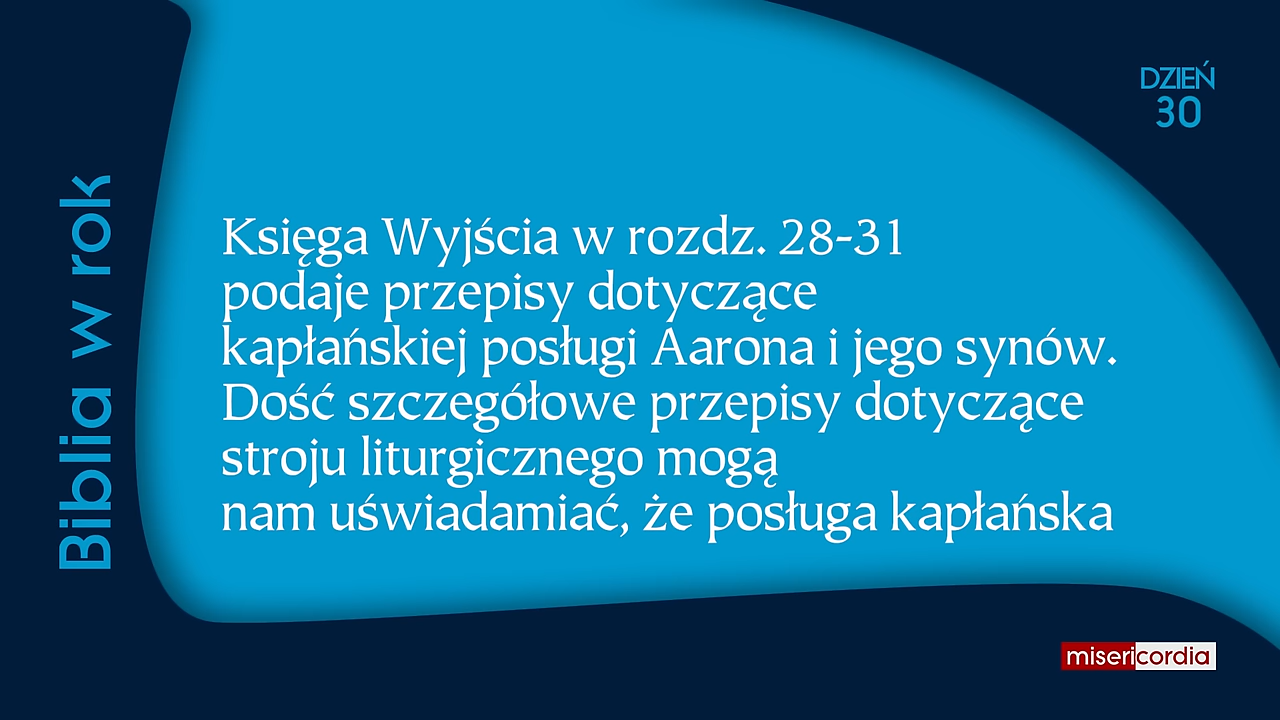 Biblia w rok
DZIEŃ
30
Księga Wyjścia w rozdz. 28-31
podaje przepisy dotyczące
kapłańskiej posługi Aarona i jego synów.
Dość szczegółowe przepisy dotyczące
stroju liturgicznego mogą
nam uświadamiać, że posługa kapłańska
misericordia